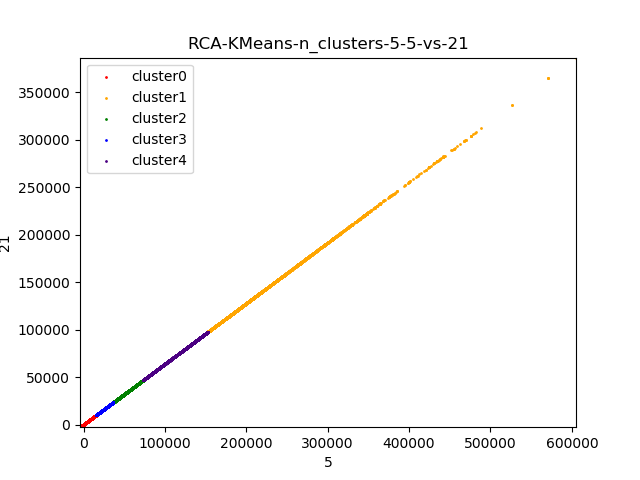 RCA-KMeans-n_clusters-5-5-vs-21
cluster0
cluster1
cluster2
cluster3
cluster4
350000
300000
250000
200000
150000
100000
50000
0
21
0 100000 200000 300000 400000 500000 600000
5